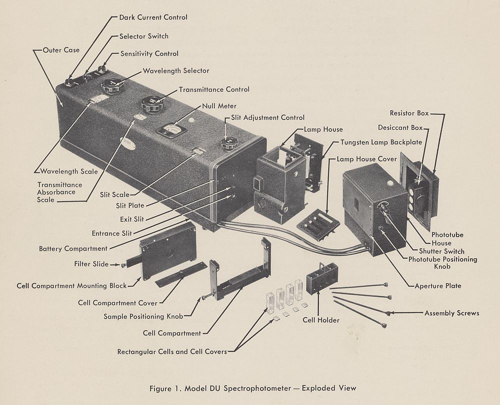 Dark Current Control
Selector Switch
Outer Case
Sensitivity Control
Wavelength Selector
Transmittance Control
Null Meter
Slit Adjustment Control
Resistor Box
Lamp House
Desiccant Box
Tungsten Lamp Backplate
Lamp House Cover
Wavelength Scale
Transmittance
Absorbance
Scale
Slit Scale
Slit Plate
Exit Slit
Entrance Slit
Battery Compartment
Phototube
House
Shutter Switch
Phototube Positioning
Knob
Filter Slide
Aperture Plate
Cell Compartment Mounting Block
Cell Compartment Cover
Sample Positioning Knob
Cell Compartment
Cell Holder
Assembly Screws
Rectangular Cells and Cell Covers
Figure 1. Model DU Spectrophotometer — Exploded View